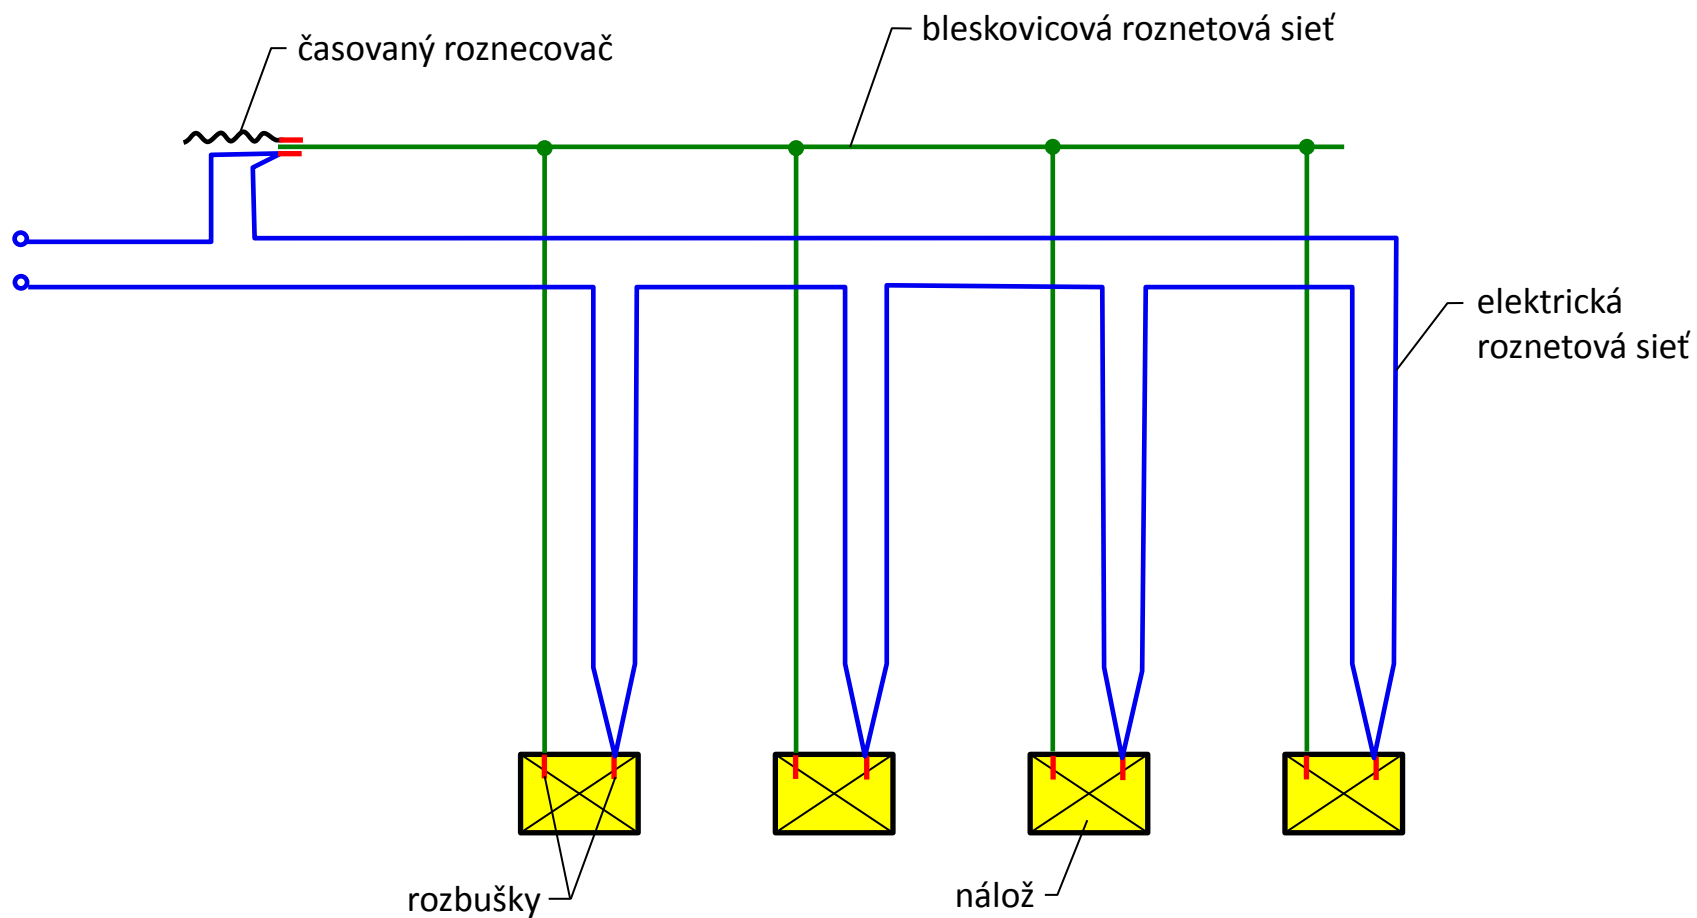 časovaný roznecovač
bleskovicová roznetová sieť
elektrická
roznetová sieť
rozbušky
nálož